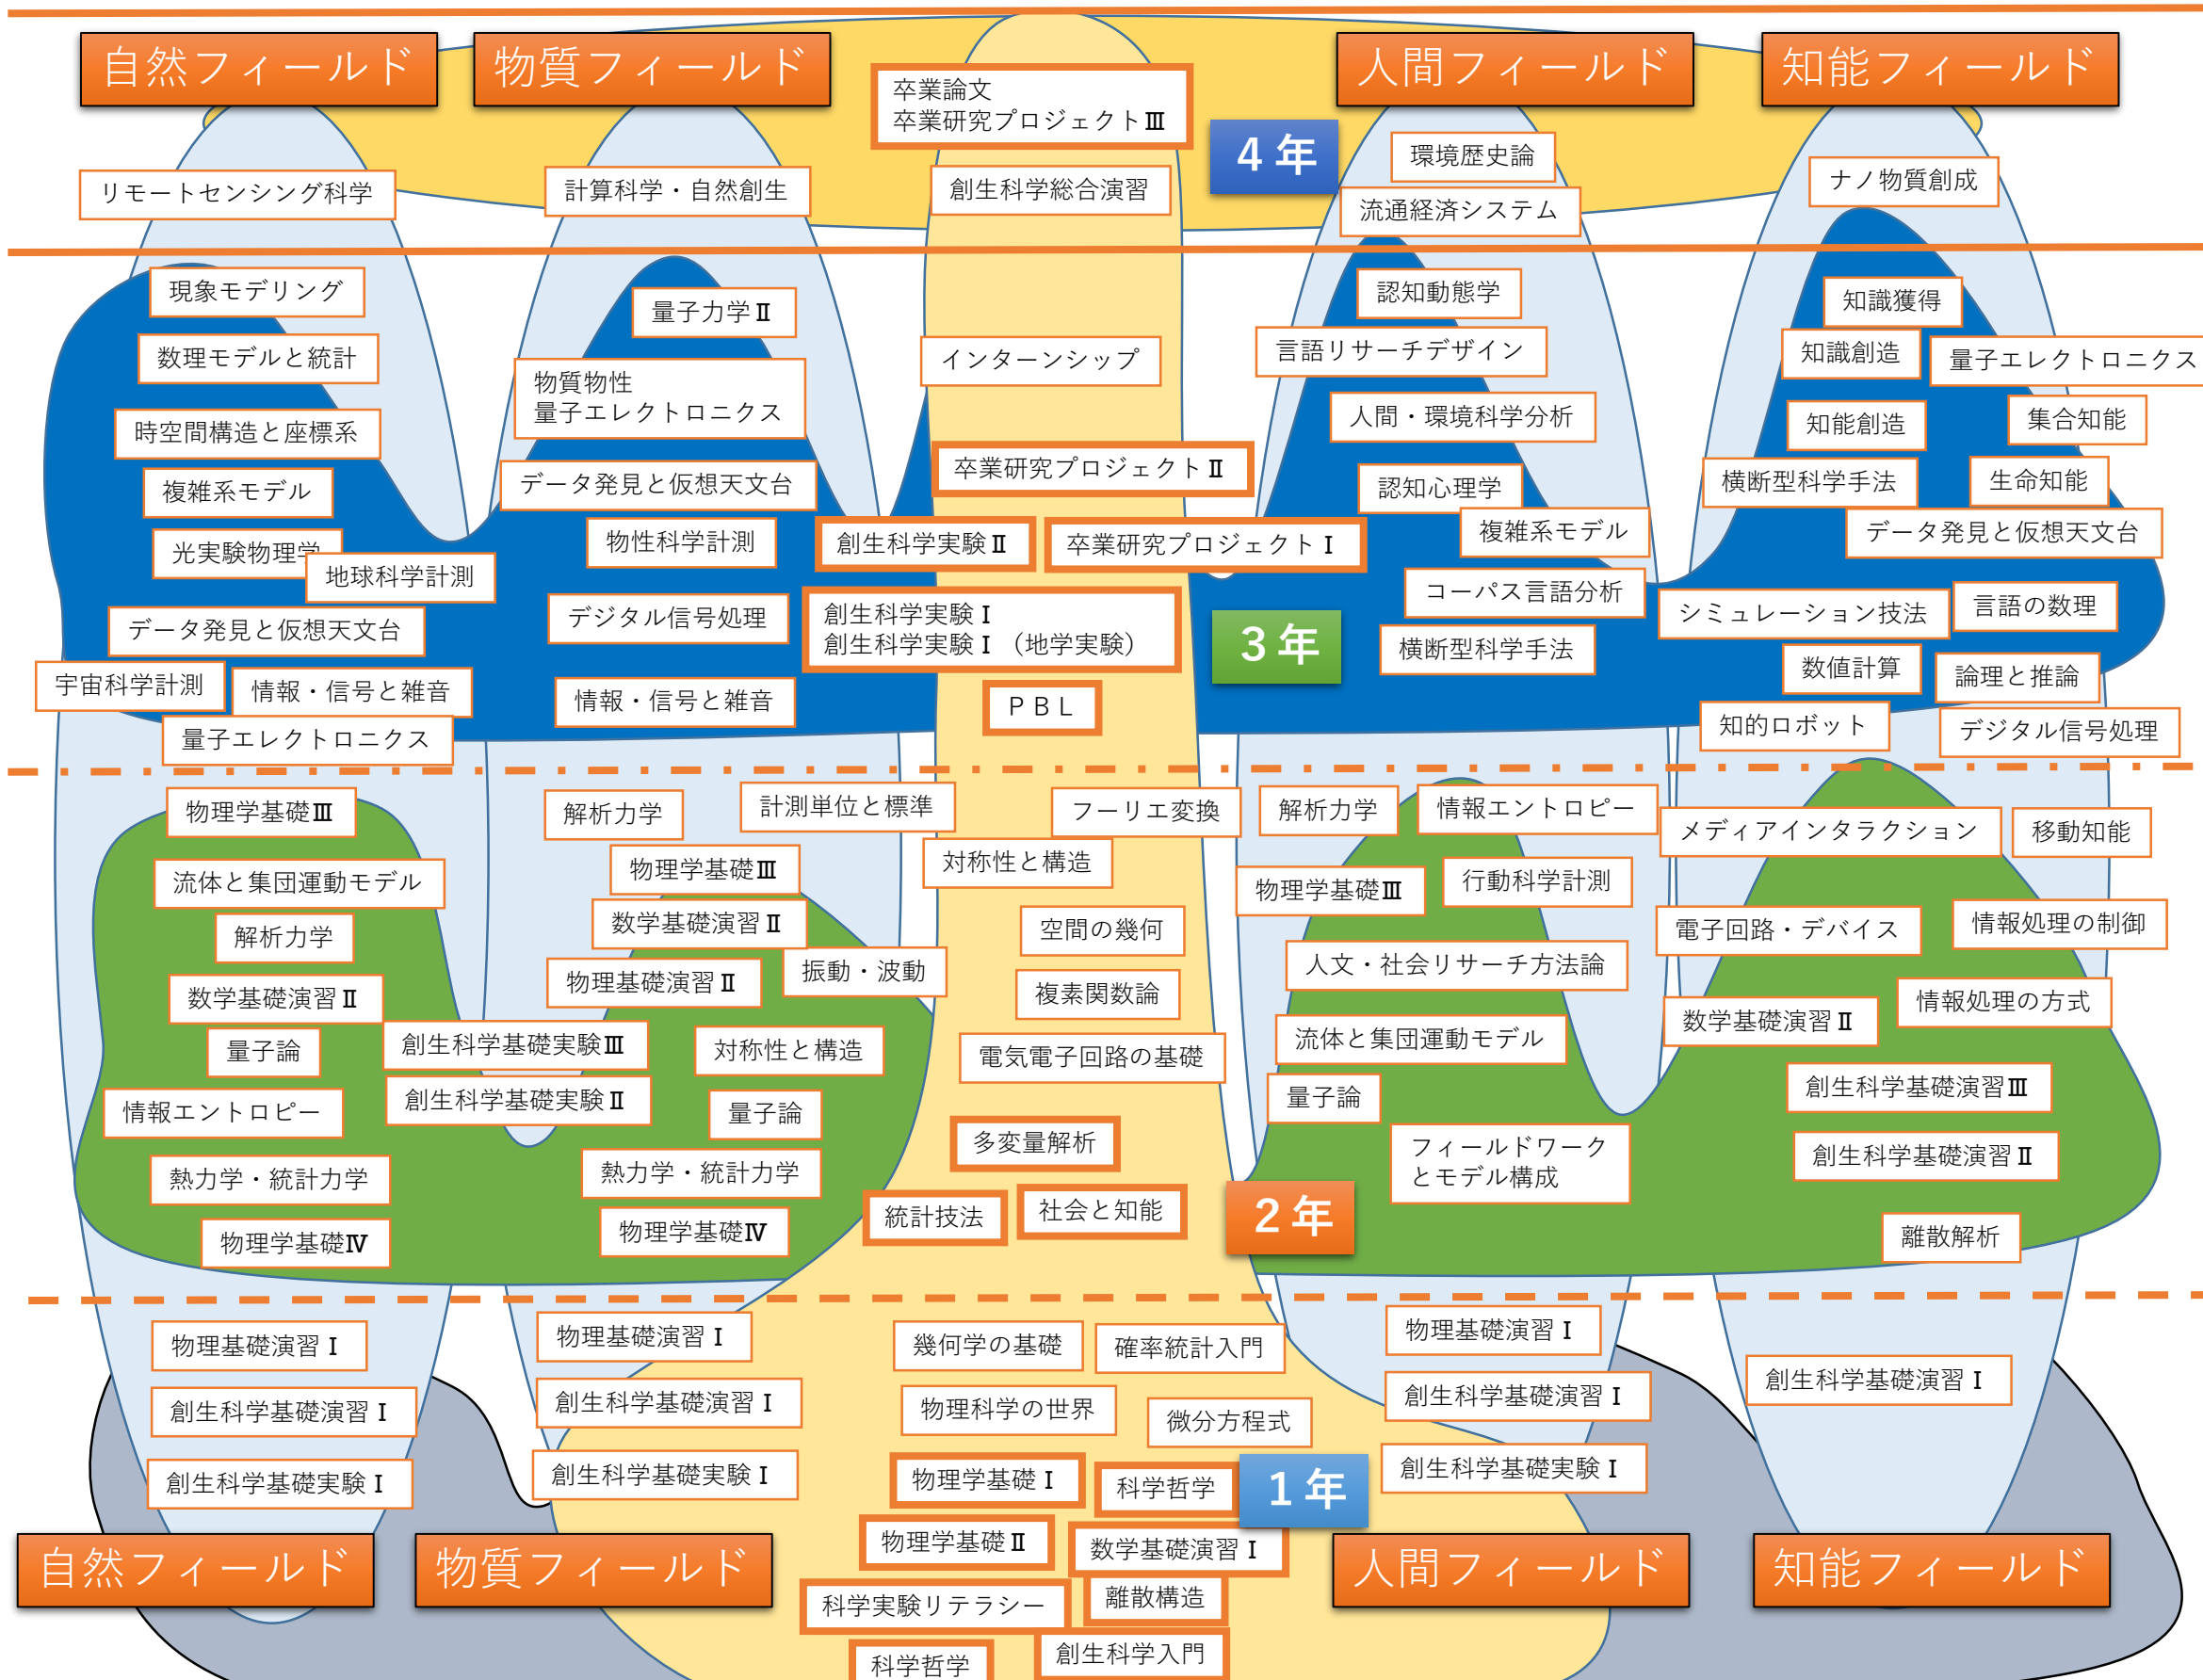 自然フィールド
物質フィールド
人間フィールド
知能フィールド
卒業論文
卒業研究プロジェクトⅢ
4年
環境歴史論
リモートセンシング科学
計算科学・自然創生
創生科学総合演習
流通経済システム
ナノ物質創成
現象モデリング
量子力学Ⅱ
認知動態学
知識獲得
数理モデルと統計
インターンシップ
言語リサーチデザイン
知識創造
量子エレクトロニクス
物質物性
量子エレクトロニクス
時空間構造と座標系
人間・環境科学分析
知能創造
集合知能
複雑系モデル
データ発見と仮想天文台
卒業研究プロジェクトⅡ
認知心理学
横断型科学手法
生命知能
光実験物理学
地球科学計測
物性科学計測
創生科学実験Ⅱ
卒業研究プロジェクトⅠ
複雑系モデル
データ発見と仮想天文台
データ発見と仮想天文台
デジタル信号処理
創生科学実験Ⅰ
創生科学実験Ⅰ（地学実験）
3年
コーパス言語分析
シミュレーション技法
言語の数理
横断型科学手法
宇宙科学計測
情報・信号と雑音
情報・信号と雑音
ＰＢＬ
数値計算
論理と推論
量子エレクトロニクス
知的ロボット
デジタル信号処理
物理学基礎Ⅲ
解析力学
計測単位と標準
フーリエ変換
解析力学
情報エントロピー
メディアインタラクション
移動知能
流体と集団運動モデル
物理学基礎Ⅲ
対称性と構造
物理学基礎Ⅲ
行動科学計測
解析力学
数学基礎演習Ⅱ
空間の幾何
電子回路・デバイス
情報処理の制御
数学基礎演習Ⅱ
物理基礎演習Ⅱ
振動・波動
複素関数論
人文・社会リサーチ方法論
数学基礎演習Ⅱ
情報処理の方式
量子論
創生科学基礎実験Ⅲ
対称性と構造
電気電子回路の基礎
流体と集団運動モデル
創生科学基礎演習Ⅲ
情報エントロピー
創生科学基礎実験Ⅱ
量子論
量子論
多変量解析
フィールドワーク
とモデル構成
創生科学基礎演習Ⅱ
熱力学・統計力学
熱力学・統計力学
統計技法
社会と知能
2年
物理学基礎Ⅳ
物理学基礎Ⅳ
離散解析
物理基礎演習Ⅰ
物理基礎演習Ⅰ
幾何学の基礎
確率統計入門
物理基礎演習Ⅰ
創生科学基礎演習Ⅰ
創生科学基礎演習Ⅰ
創生科学基礎演習Ⅰ
物理科学の世界
微分方程式
創生科学基礎演習Ⅰ
創生科学基礎実験Ⅰ
創生科学基礎実験Ⅰ
物理学基礎Ⅰ
科学哲学
1年
創生科学基礎実験Ⅰ
物理学基礎Ⅱ
数学基礎演習Ⅰ
自然フィールド
物質フィールド
人間フィールド
知能フィールド
科学実験リテラシー
離散構造
科学哲学
創生科学入門